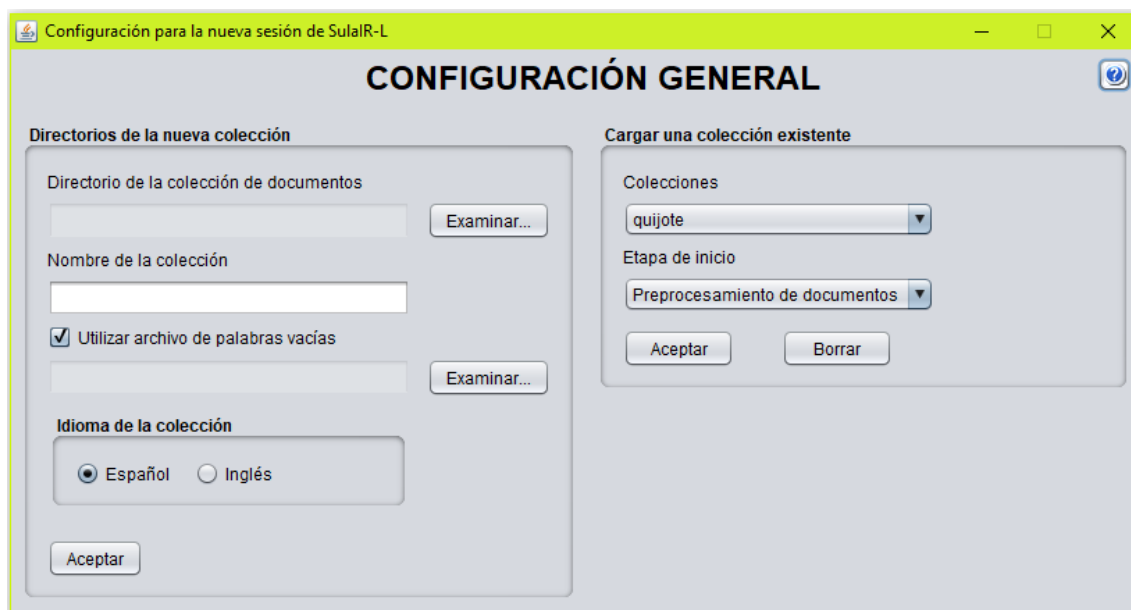 Configuración para la nueva sesión de SulaIR-L
CONFIGURACIÓN GENERAL
Directorios de la nueva colección
Directorio de la colección de documentos
Examinar...
Nombre de la colección
Utilizar archivo de palabras vacías
Examinar...
Idioma de la colección
Español Inglés
Aceptar
Cargar una colección existente
Colecciones
quijote
Etapa de inicio
Preprocesamiento de documentos
Aceptar Borrar